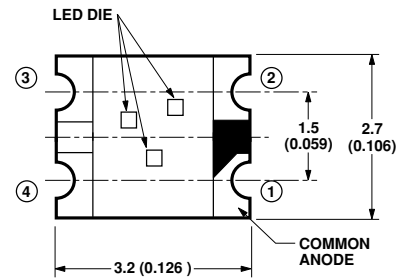 LED DIE
3
2
1.5
(0.059)
2.7
(0.106)
4
1
COMMON
ANODE
3.2 (0.126 )